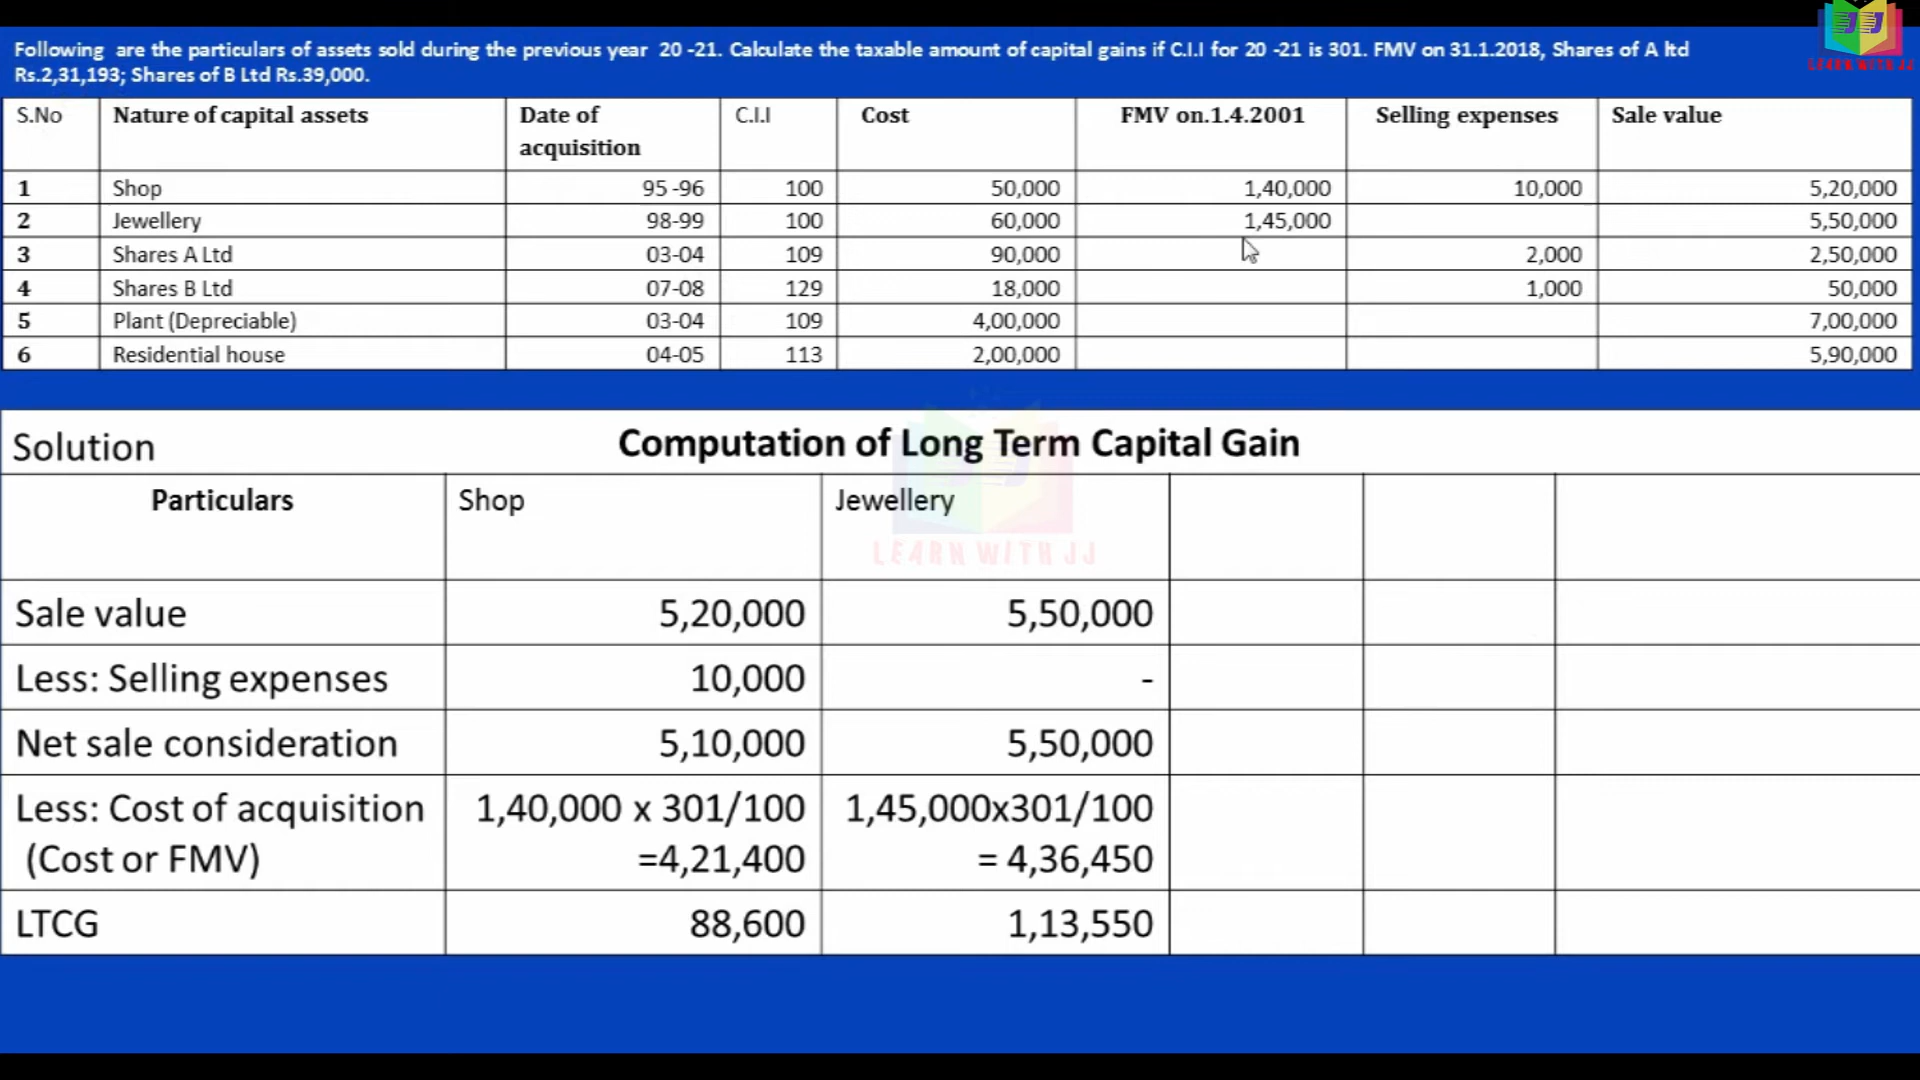 Following are the particulars of assets sold during the previous year 20 -21. Calculate the taxable amount of capital gains if C.I.I for 20 -21 is 301. FMV on 31.1.2018, Shares of A ltd
Rs.2,31,193; Shares of B Ltd Rs.39,000.
LEARN WITH JJ
S.No Nature of capital assets Date of acquisition C.I.I Cost FMV on.1.4.2001 Selling expenses Sale value
1 Shop 95 -96 100 50,000 1,40,000 10,000 5,20,000
2 Jewellery 98-99 100 60,000 1,45,000 5,50,000
3 Shares A Ltd 03-04 109 90,000 2,000 2,50,000
4 Shares B Ltd 07-08 129 18,000 1,000 50,000
5 Plant (Depreciable) 03-04 109 4,00,000 7,00,000
6 Residential house 04-05 113 2,00,000 5,90,000
Solution Computation of Long Term Capital Gain
Particulars Shop Jewellery
LEARN WITH JJ
Sale value 5,20,000 5,50,000
Less: Selling expenses 10,000 -
Net sale consideration 5,10,000 5,50,000
Less: Cost of acquisition 1,40,000 x 301/100 1,45,000x301/100
(Cost or FMV) =4,21,400 = 4,36,450
LTCG 88,600 1,13,550